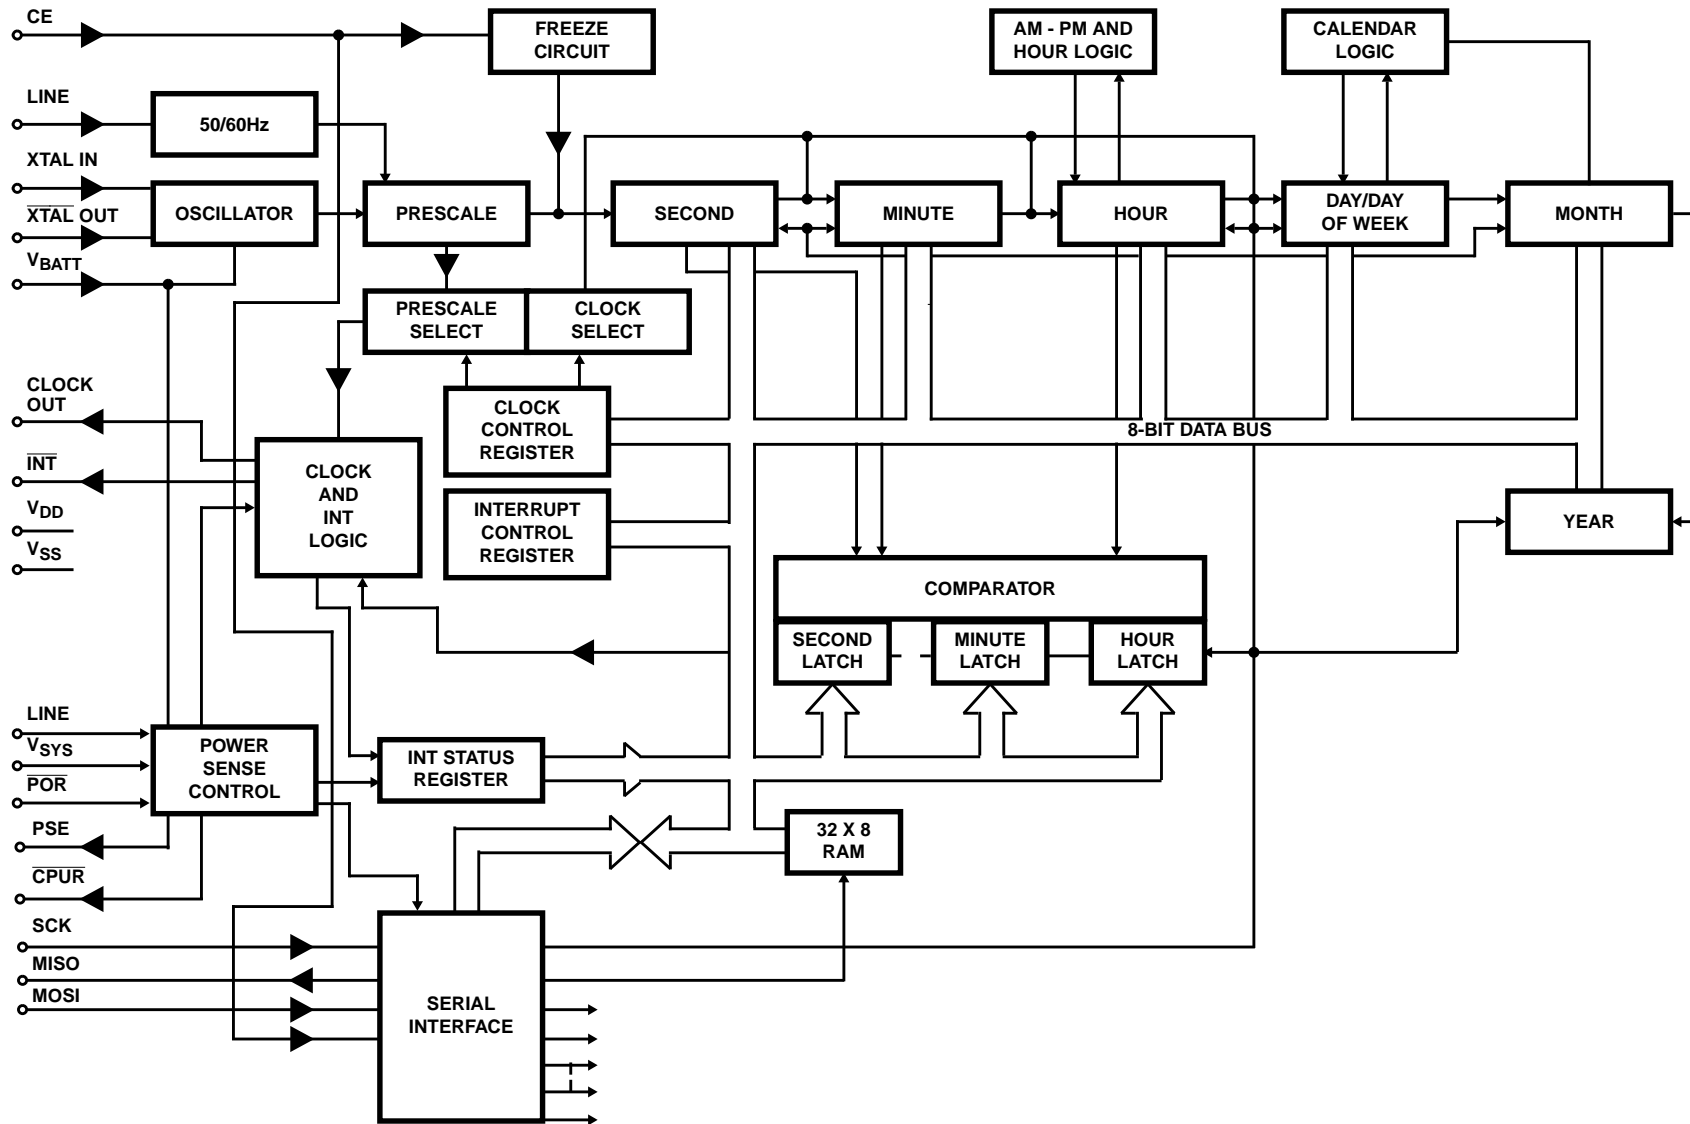 CE
FREEZE
CIRCUIT
AM - PM AND
HOUR LOGIC
CALENDAR
LOGIC
LINE
50/60Hz
XTAL IN
XTAL OUT
OSCILLATOR
PRESCALE
SECOND
MINUTE
HOUR
DAY/DAY
OF WEEK
MONTH
VBATT
PRESCALE
SELECT
CLOCK
SELECT
CLOCK
OUT
CLOCK
CONTROL
REGISTER
8-BIT DATA BUS
INT
CLOCK
AND
INT
LOGIC
INTERRUPT
CONTROL
REGISTER
VDD
VSS
YEAR
COMPARATOR
SECOND
LATCH
MINUTE
LATCH
HOUR
LATCH
LINE
VSYS
POR
POWER
SENSE
CONTROL
INT STATUS
REGISTER
PSE
32 X 8
RAM
CPUR
SCK
MISO
MOSI
SERIAL
INTERFACE